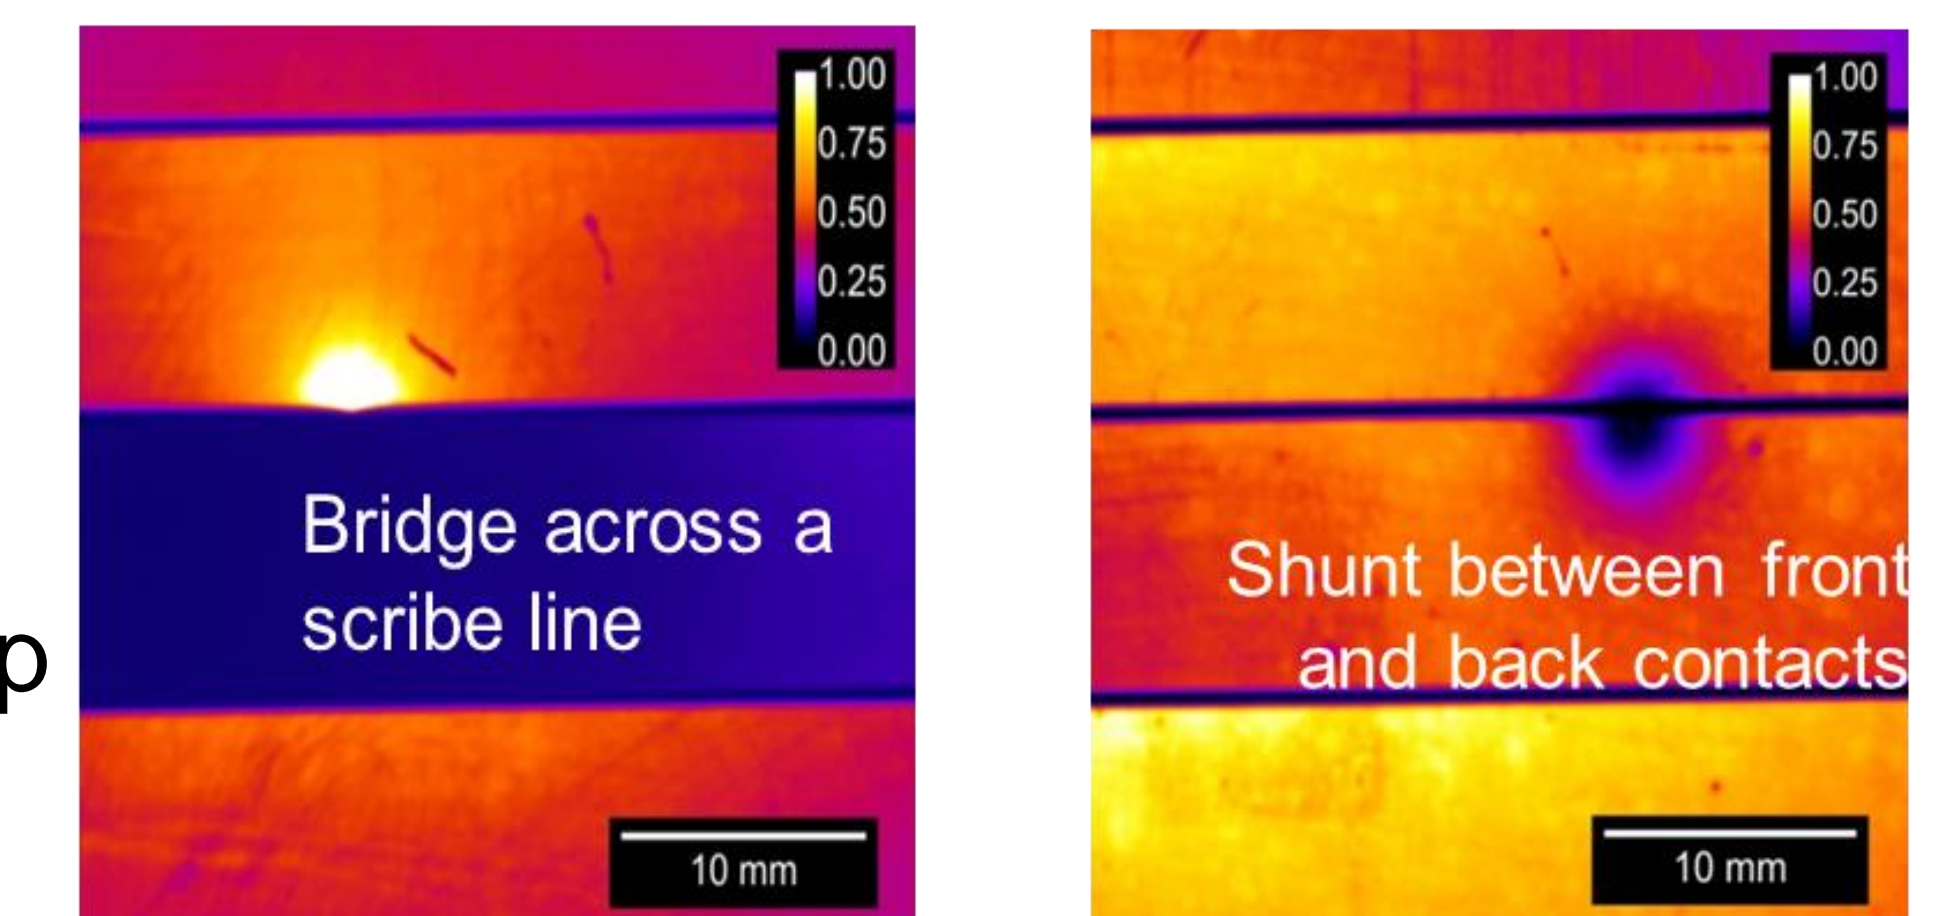 p
1.00
0.75
0.50
0.25
0.00
Bridge across a
scribe line
10 mm
1.00
0.75
0.50
0.25
0.00
Shunt between front
and back contacts
10 mm